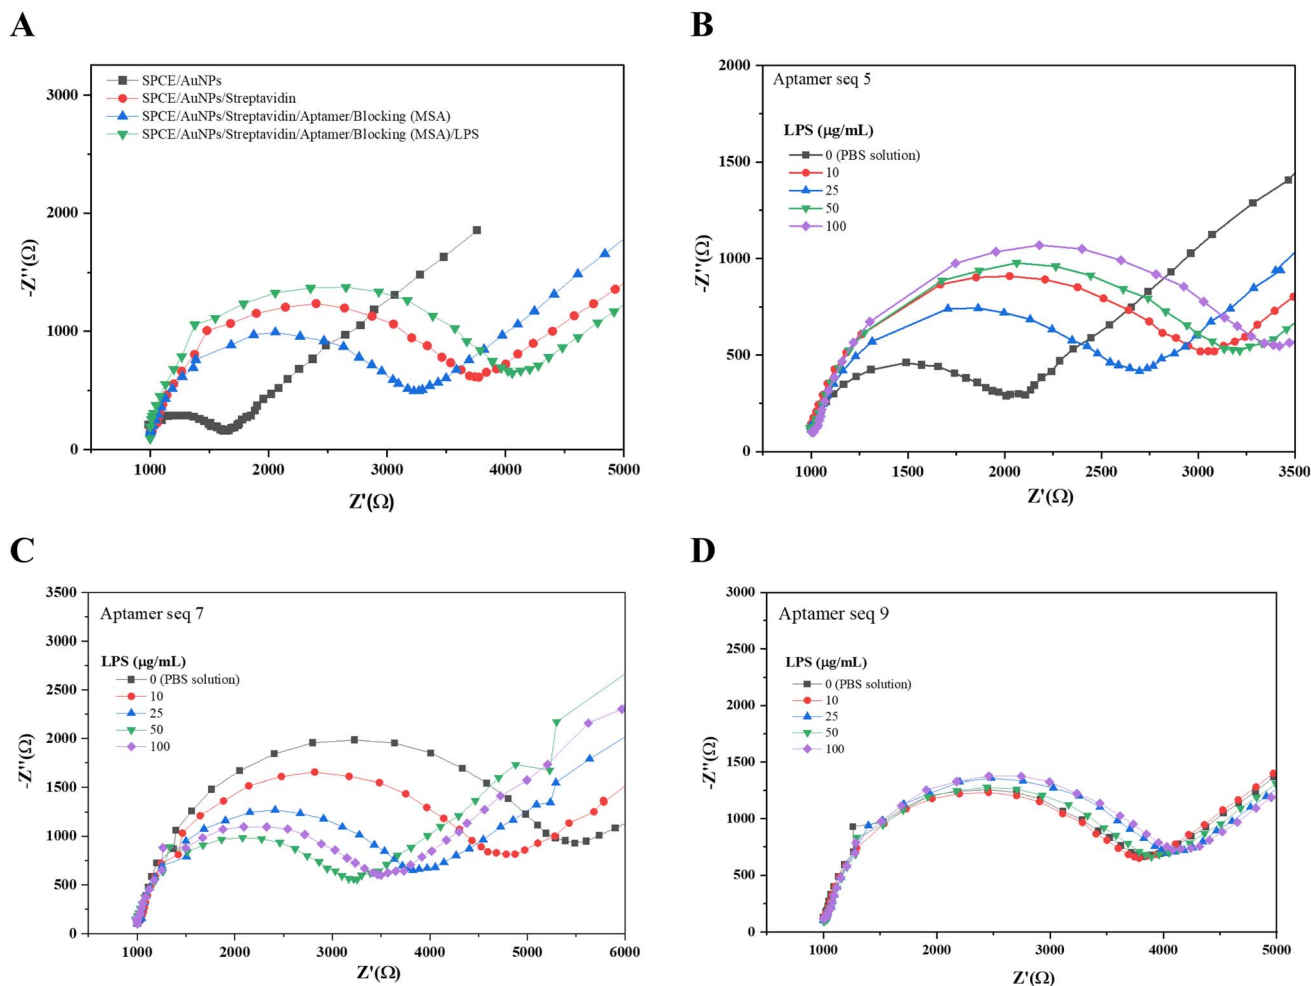 A
3000
2000
1000
0
-Z''(Ω)
SPCE/AuNPs
SPCE/AuNPs/Streptavidin
SPCE/AuNPs/Streptavidin/Aptamer/Blocking (MSA)
SPCE/AuNPs/Streptavidin/Aptamer/Blocking (MSA)/LPS
1000 2000 3000 4000 5000
Z'(Ω)
B
2000
1500
1000
500
0
-Z''(Ω)
Aptamer seq 5
LPS (µg/mL)
0 (PBS solution)
10
25
50
100
1000 1500 2000 2500 3000 3500
Z'(Ω)
C
3500
3000
2500
2000
1500
1000
500
0
-Z''(Ω)
Aptamer seq 7
LPS (µg/mL)
0 (PBS solution)
10
25
50
100
1000 2000 3000 4000 5000 6000
Z'(Ω)
D
3000
2500
2000
1500
1000
500
0
-Z''(Ω)
Aptamer seq 9
LPS (µg/mL)
0 (PBS solution)
10
25
50
100
1000 2000 3000 4000 5000
Z'(Ω)